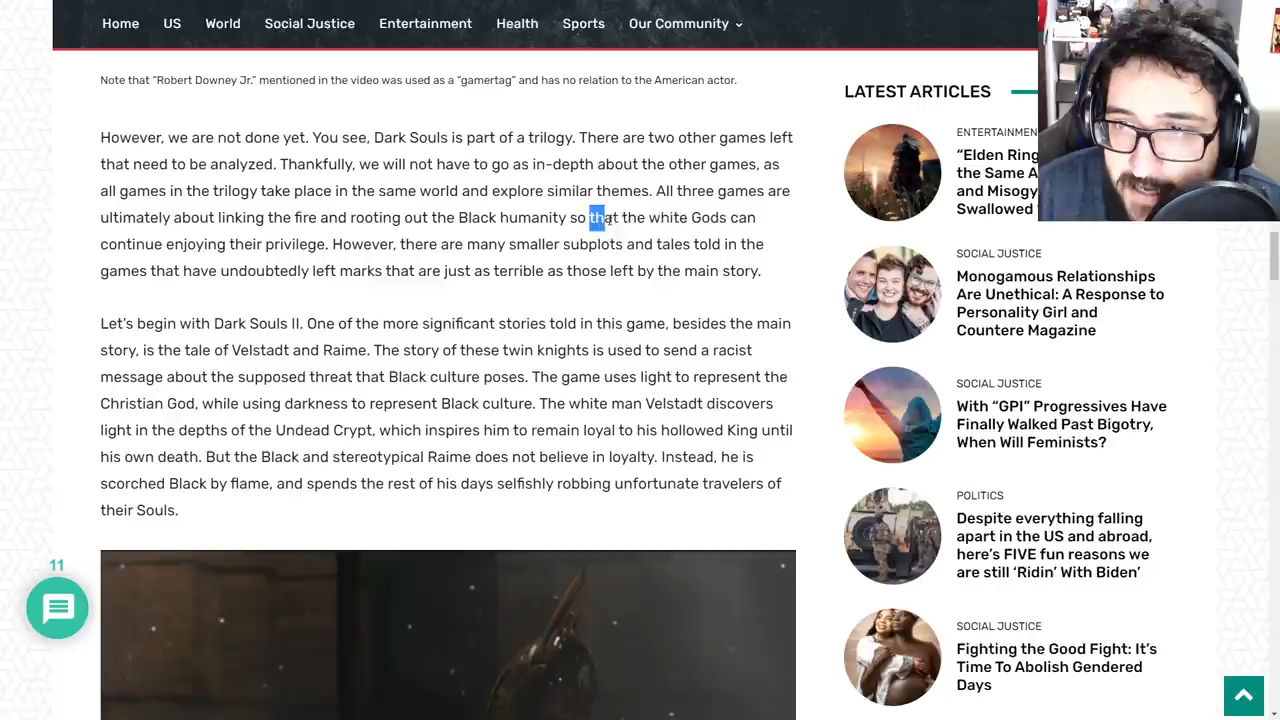 Home US World Social Justice Entertainment Health Sports Our Community
Note that “Robert Downey Jr.” mentioned in the video was used as a “gamertag” and has no relation to the American actor.
However, we are not done yet. You see, Dark Souls is part of a trilogy. There are two other games left
that need to be analyzed. Thankfully, we will not have to go as in-depth about the other games, as
all games in the trilogy take place in the same world and explore similar themes. All three games are
ultimately about linking the fire and rooting out the Black humanity so that the white Gods can
continue enjoying their privilege. However, there are many smaller subplots and tales told in the
games that have undoubtedly left marks that are just as terrible as those left by the main story.
Let’s begin with Dark Souls II. One of the more significant stories told in this game, besides the main
story, is the tale of Velstadt and Raime. The story of these twin knights is used to send a racist
message about the supposed threat that Black culture poses. The game uses light to represent the
Christian God, while using darkness to represent Black culture. The white man Velstadt discovers
light in the depths of the Undead Crypt, which inspires him to remain loyal to his hollowed King until
his own death. But the Black and stereotypical Raime does not believe in loyalty. Instead, he is
scorched Black by flame, and spends the rest of his days selfishly robbing unfortunate travelers of
their Souls.
11
LATEST ARTICLES
ENTERTAINMEN
“Elden Ring
the Same A
and Misogy
Swallowed
SOCIAL JUSTICE
Monogamous Relationships
Are Unethical: A Response to
Personality Girl and
Countere Magazine
SOCIAL JUSTICE
With “GPI” Progressives Have
Finally Walked Past Bigotry,
When Will Feminists?
POLITICS
Despite everything falling
apart in the US and abroad,
here’s FIVE fun reasons we
are still ‘Ridin’ With Biden’
SOCIAL JUSTICE
Fighting the Good Fight: It’s
Time To Abolish Gendered
Days